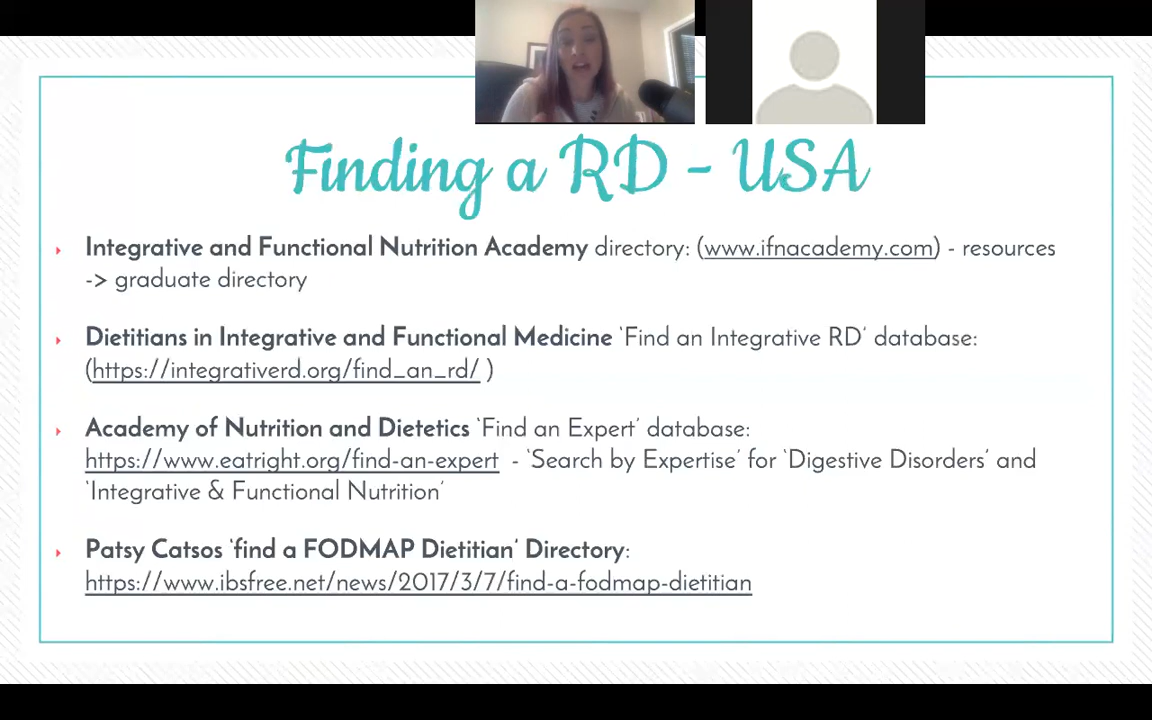 Finding a RD - USA
Integrative and Functional Nutrition Academy directory: (www.ifnacademy.com) - resources
-> graduate directory
Dietitians in Integrative and Functional Medicine ‘Find an Integrative RD’ database:
(https://integrativerd.org/find_an_rd/ )
Academy of Nutrition and Dietetics ‘Find an Expert’ database:
https://www.eatright.org/find-an-expert - ‘Search by Expertise’ for ‘Digestive Disorders’ and
‘Integrative & Functional Nutrition’
Patsy Catsos ‘find a FODMAP Dietitian’ Directory:
https://www.ibsfree.net/news/2017/3/7/find-a-fodmap-dietitian